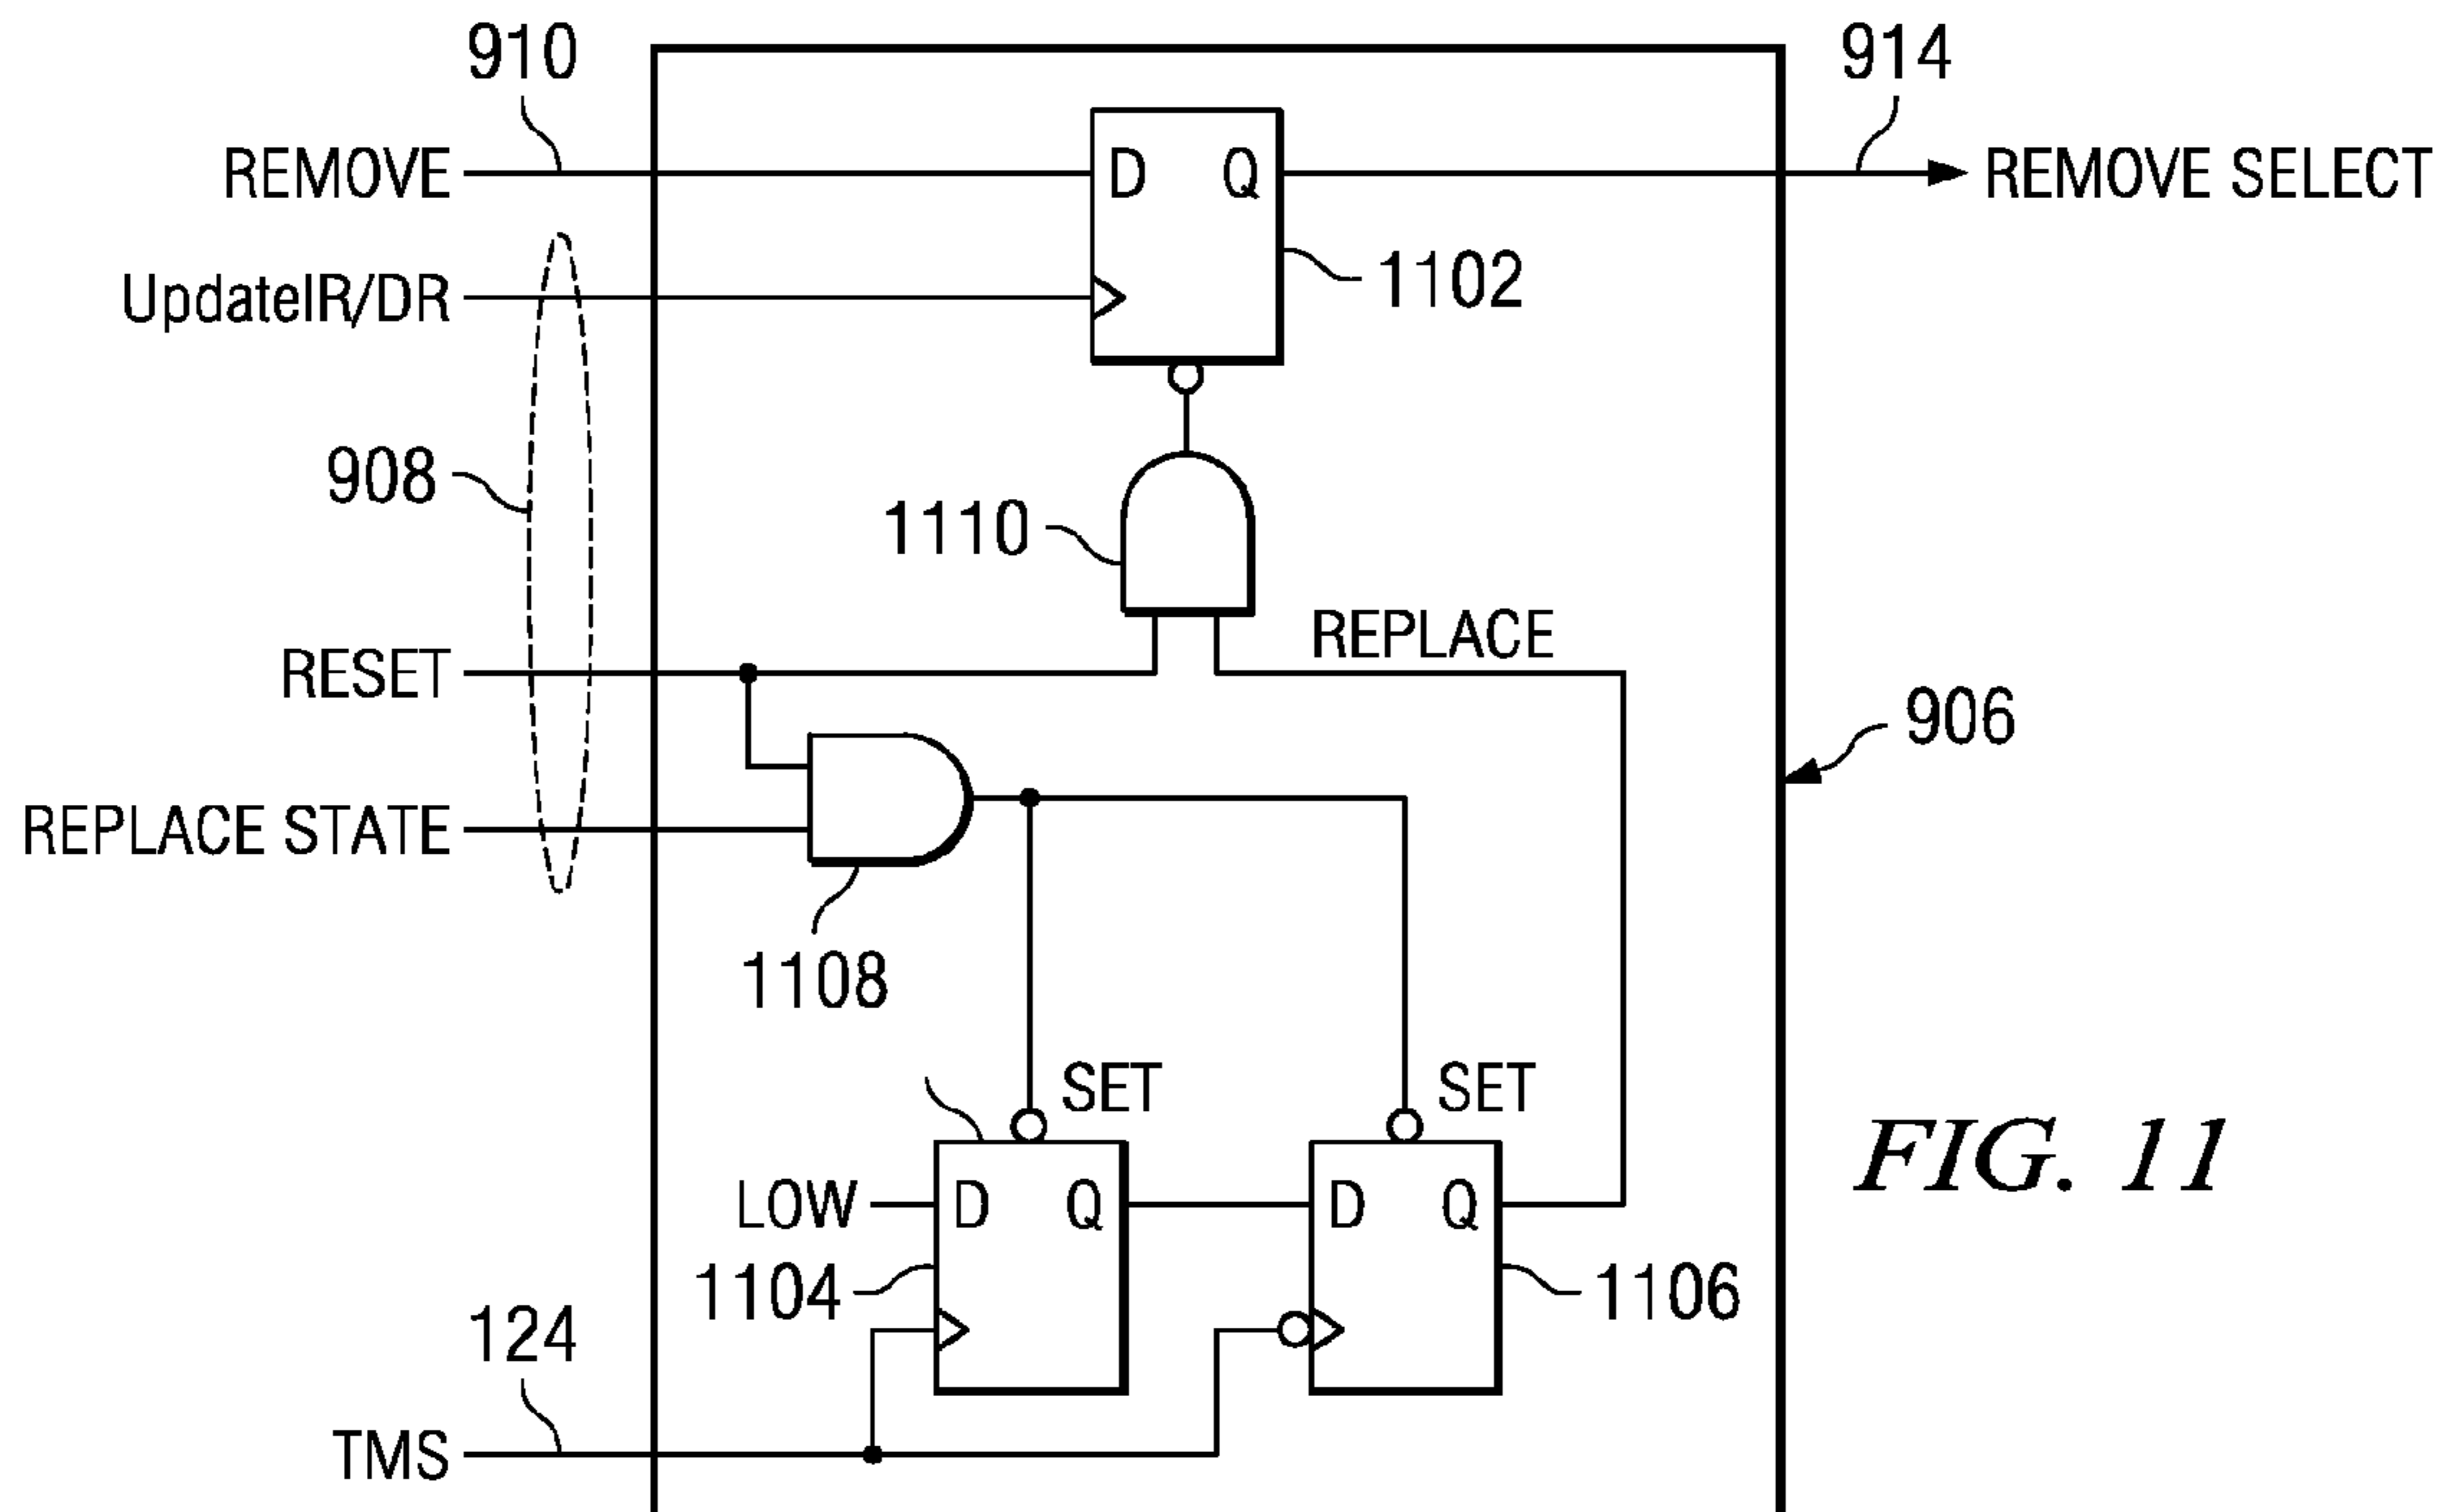 910
914
REMOVE
D Q
REMOVE SELECT
UpdateIR/DR
1102
908
1110
REPLACE
RESET
906
REPLACE STATE
1108
SET
SET
FIG. 11
LOW
D Q
D Q
1104
1106
124
TMS